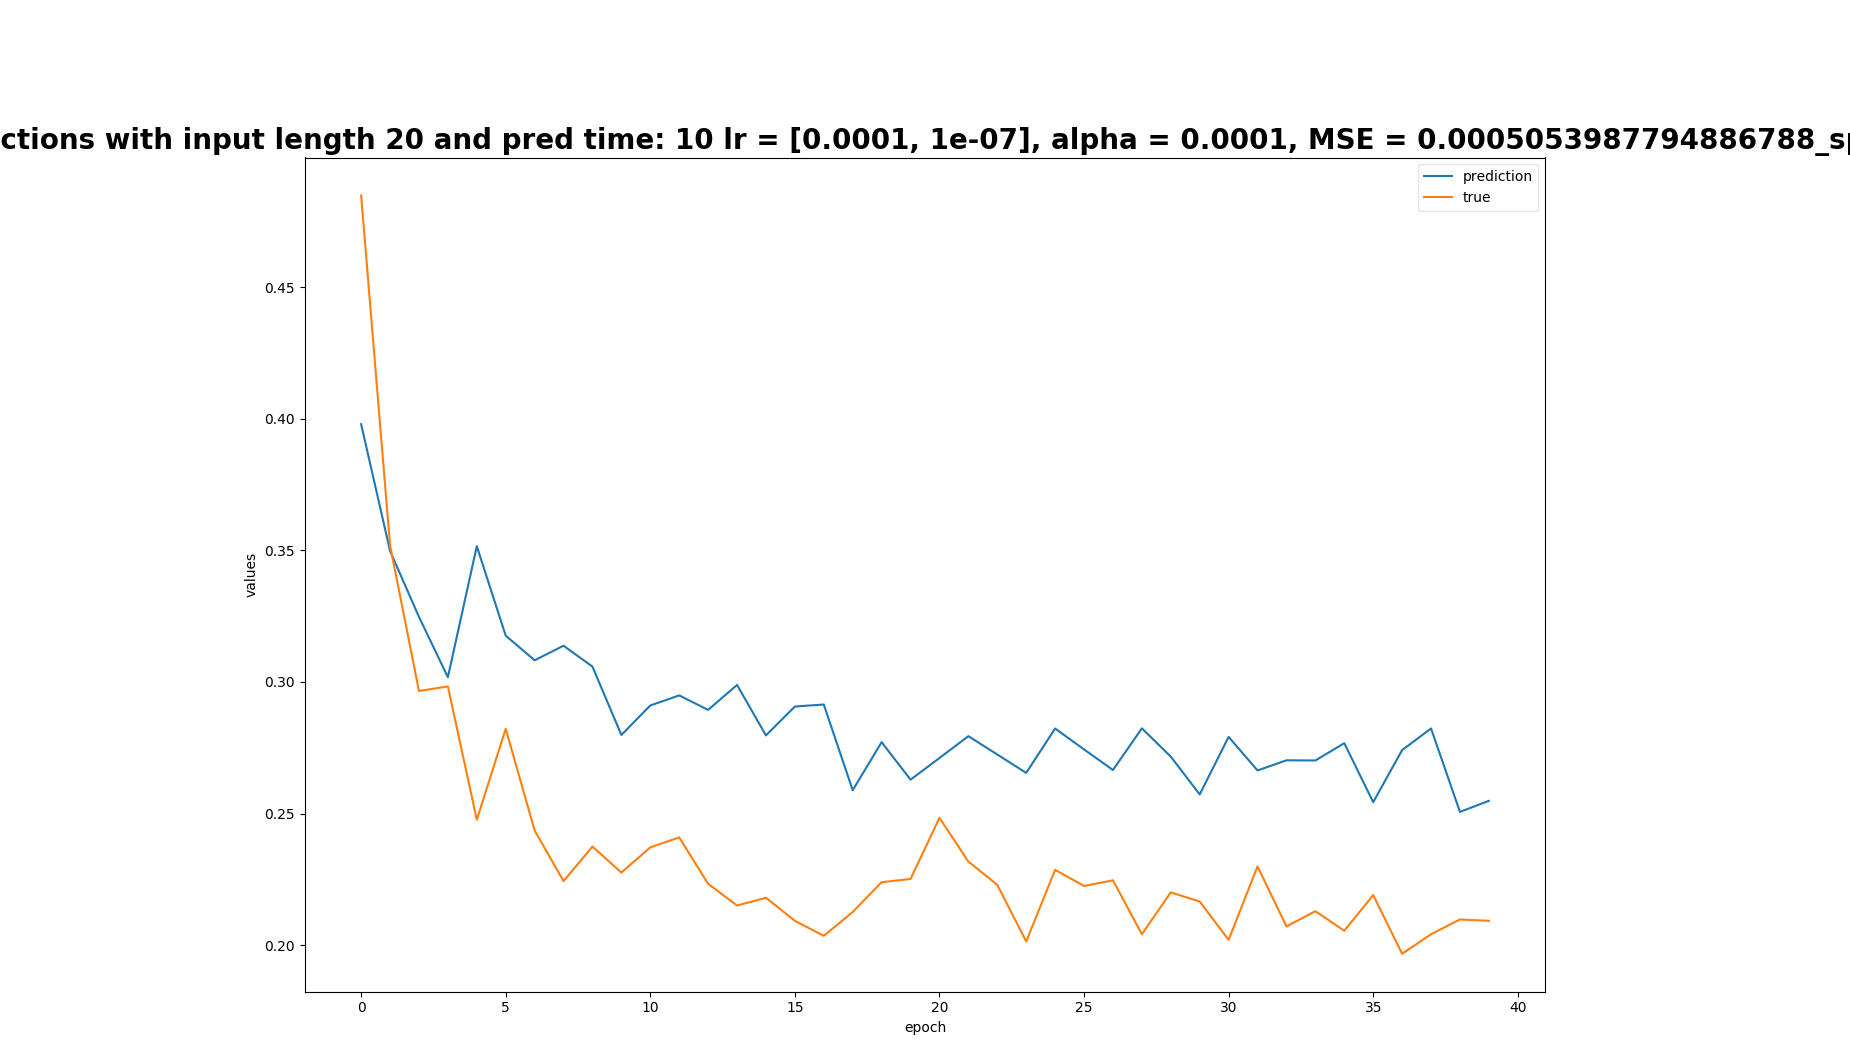 ctions with input length 20 and pred time: 10 lr = [0.0001, 1e-07], alpha = 0.0001, MSE = 0.0005053987794886788_sp
prediction
true
0.45
0.40
0.35
0.30
0.25
0.20
values
0 5 10 15 20 25 30 35 40
epoch